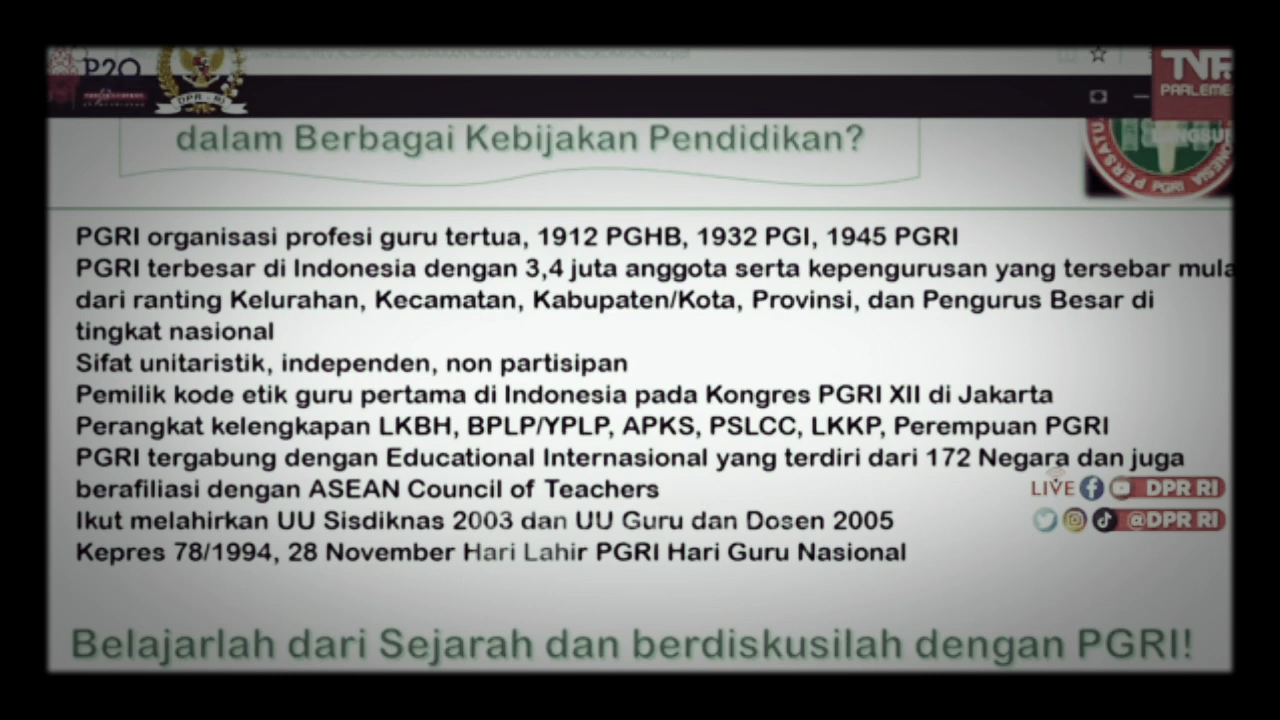 P20
DPR - RI
TVR
PARLEME
dalam Berbagai Kebijakan Pendidikan?
PGRI
PGRI organisasi profesi guru tertua, 1912 PGHB, 1932 PGI, 1945 PGRI
PGRI terbesar di Indonesia dengan 3,4 juta anggota serta kepengurusan yang tersebar mula
dari ranting Kelurahan, Kecamatan, Kabupaten/Kota, Provinsi, dan Pengurus Besar di
tingkat nasional
Sifat unitaristik, independen, non partisipan
Pemilik kode etik guru pertama di Indonesia pada Kongres PGRI XII di Jakarta
Perangkat kelengkapan LKBH, BPLP/YPLP, APKS, PSLCC, LKKP, Perempuan PGRI
PGRI tergabung dengan Educational Internasional yang terdiri dari 172 Negara dan juga
berafiliasi dengan ASEAN Council of Teachers
LIVE DPR RI
Ikut melahirkan UU Sisdiknas 2003 dan UU Guru dan Dosen 2005
@DPR RI
Kepres 78/1994, 28 November Hari Lahir PGRI Hari Guru Nasional
Belajarlah dari Sejarah dan berdiskusilah dengan PGRI!